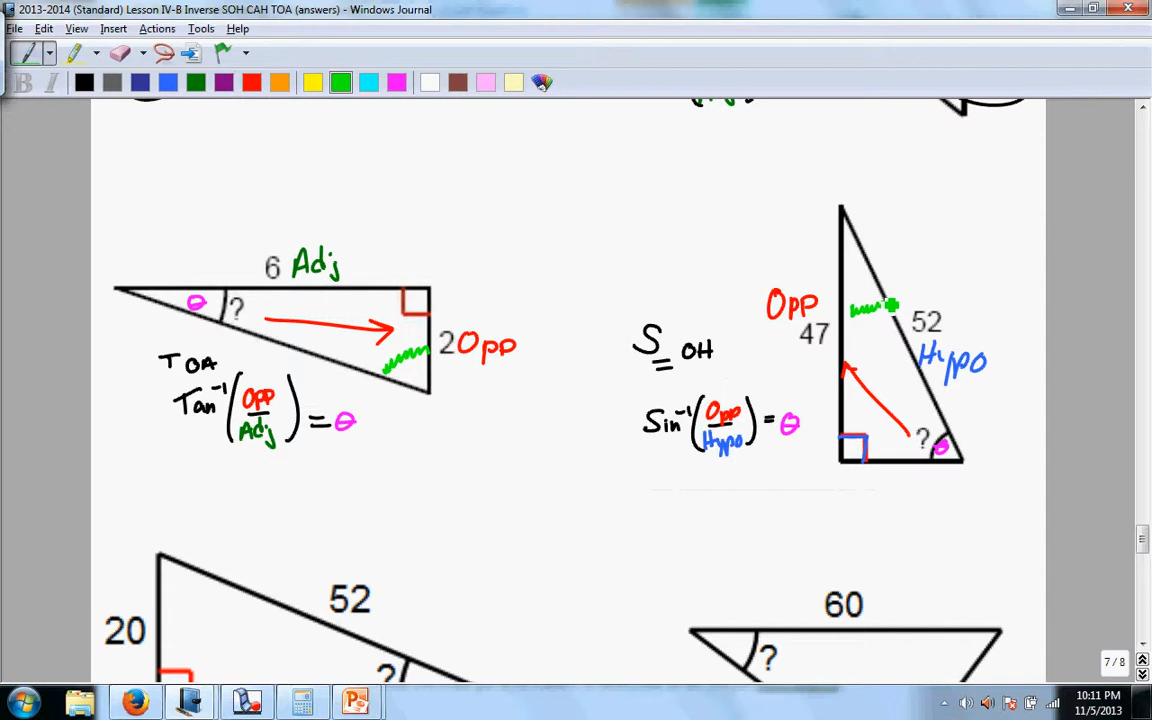 2013-2014 (Standard) Lesson IV-B Inverse SOH CAH TOA (answers) - Windows Journal
File Edit View Insert Actions Tools Help
B I
6 Adj
θ ?
2 Opp
TOA
Tan⁻¹(Opp/Adj) = θ
Opp
47
52
Hypo
S OH
Sin⁻¹(Opp/Hypo) = θ
? θ
52
20
?
60
?
7 / 8
10:11 PM
11/5/2013